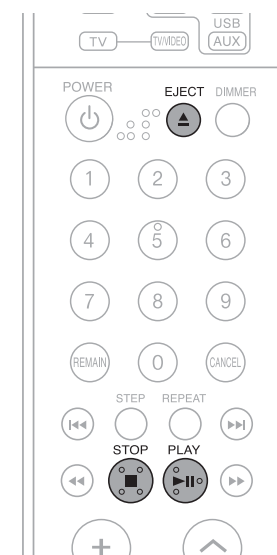 USB
TV TV/VIDEO AUX
POWER EJECT DIMMER
1 2 3
4 5 6
7 8 9
REMAIN 0 CANCEL
STEP REPEAT
STOP PLAY
+